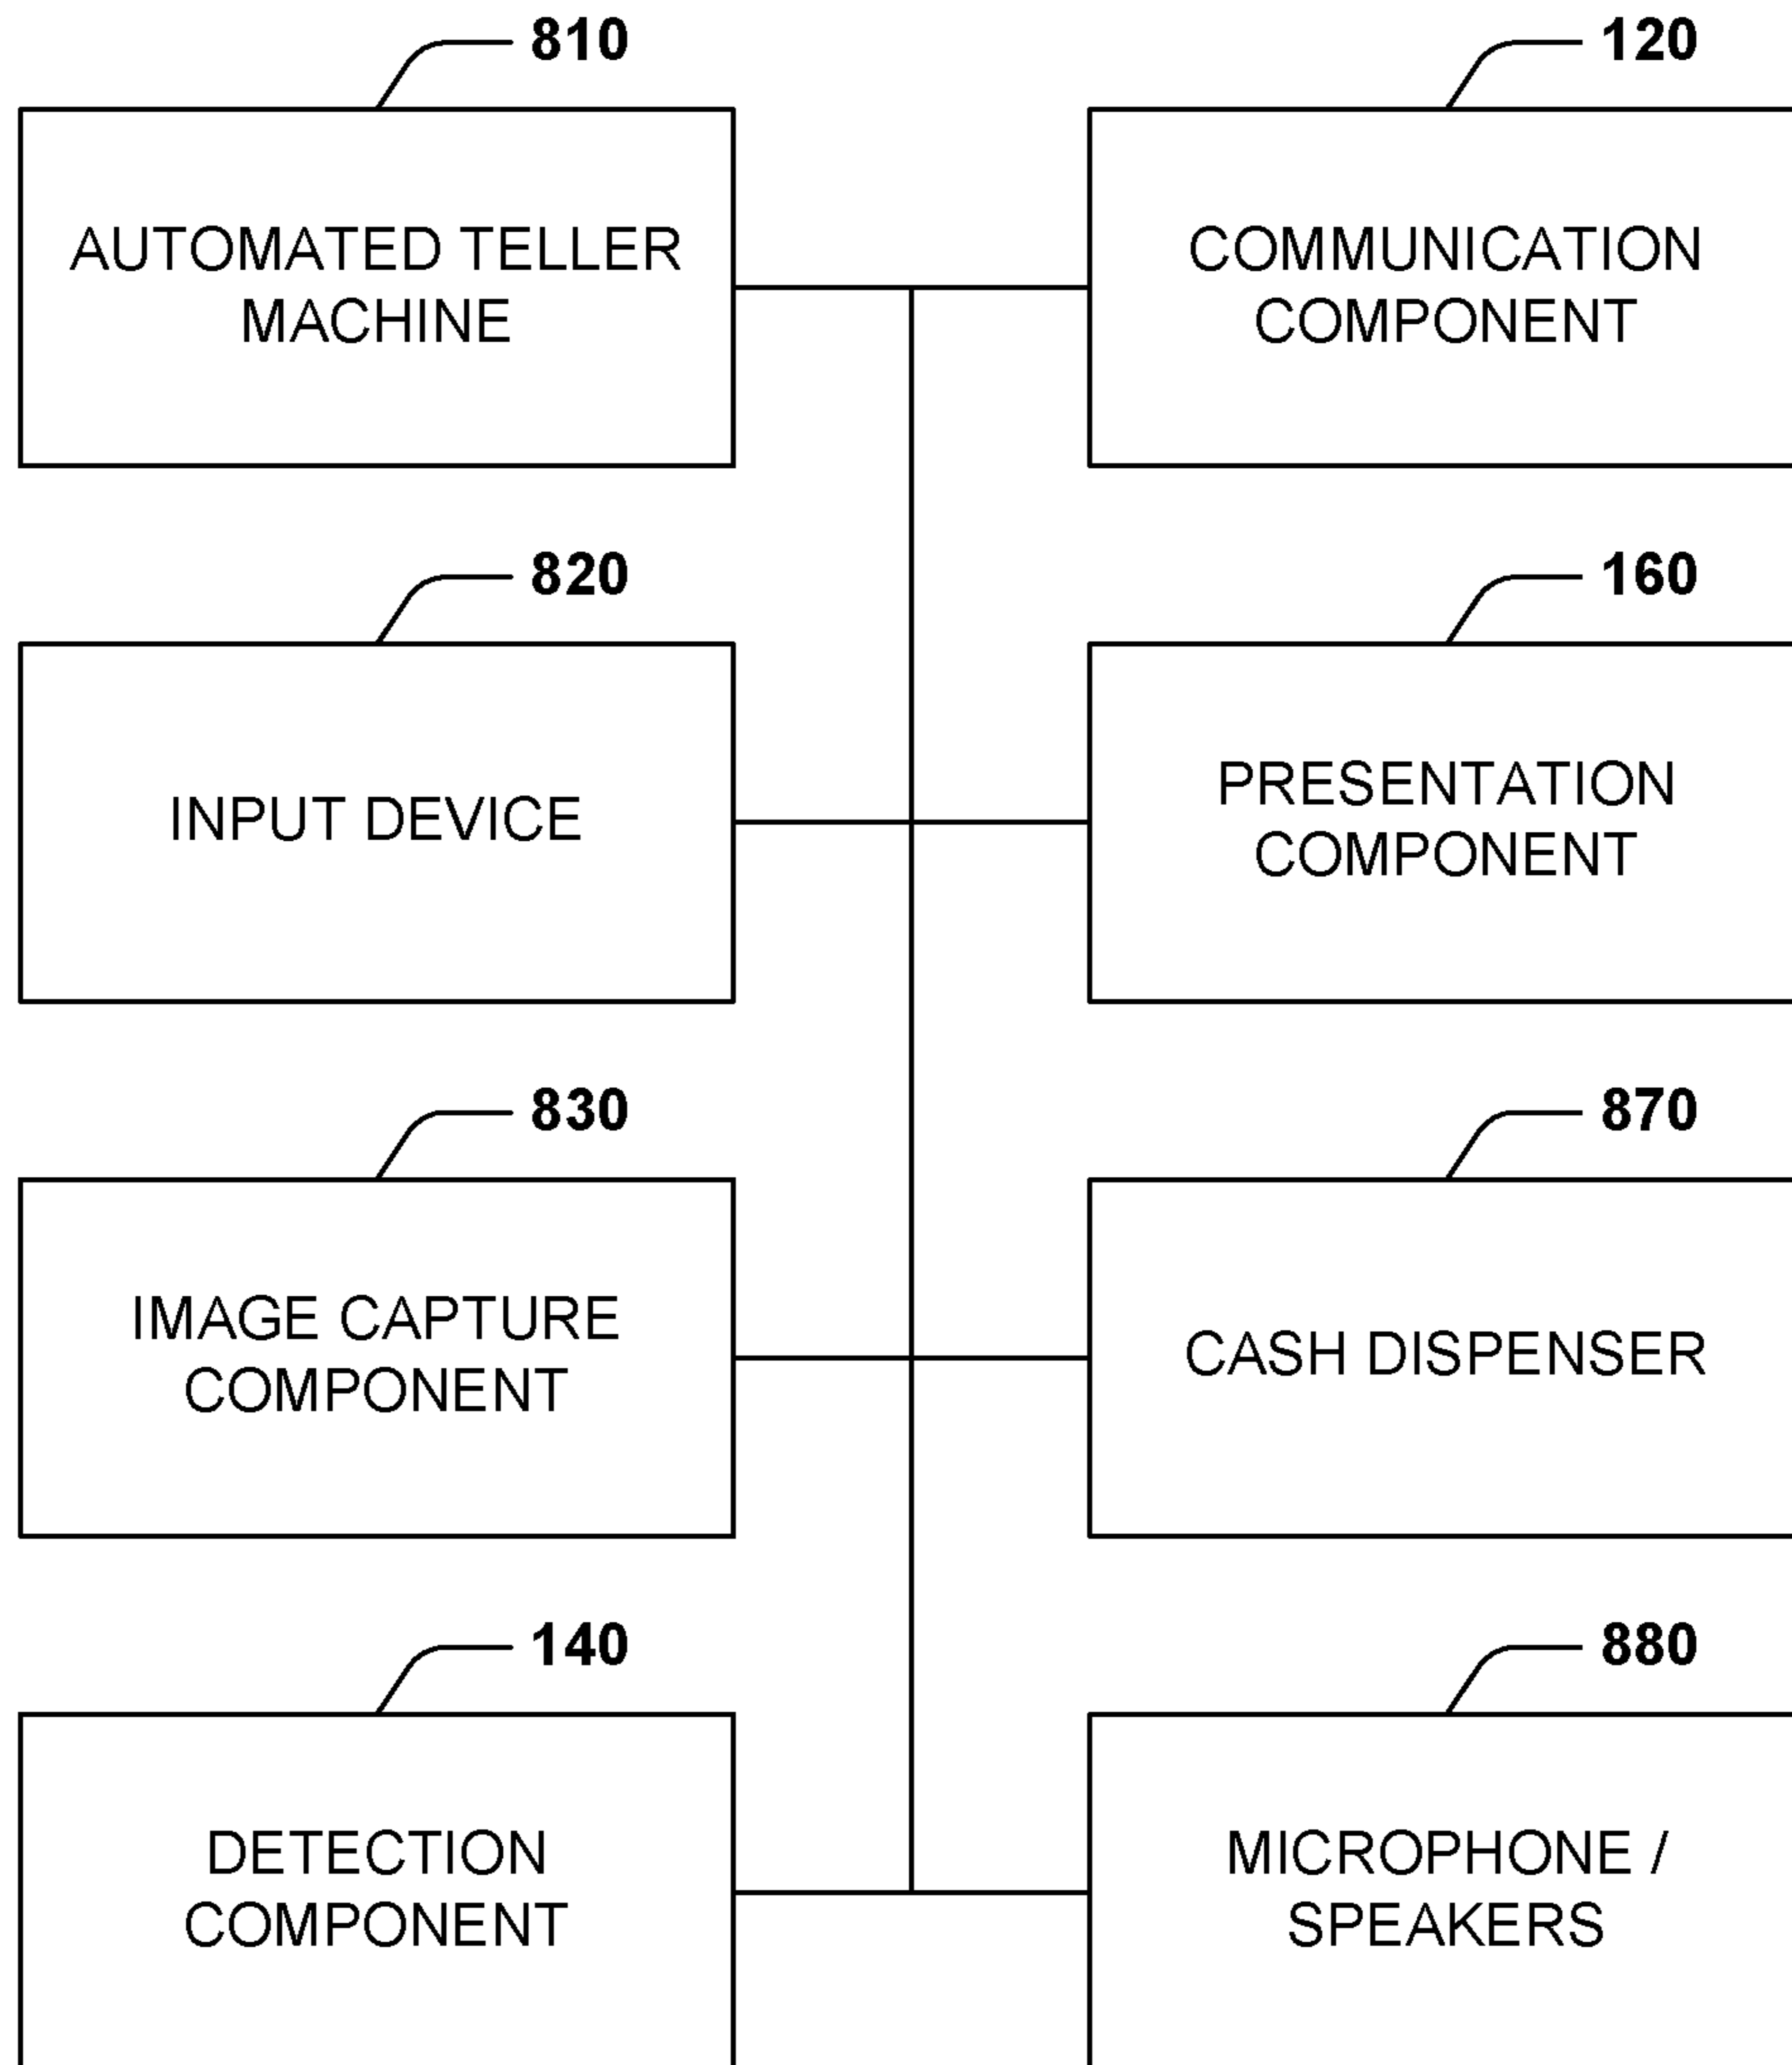 810
AUTOMATED TELLER
MACHINE
120
COMMUNICATION
COMPONENT
820
INPUT DEVICE
160
PRESENTATION
COMPONENT
830
IMAGE CAPTURE
COMPONENT
870
CASH DISPENSER
140
DETECTION
COMPONENT
880
MICROPHONE /
SPEAKERS